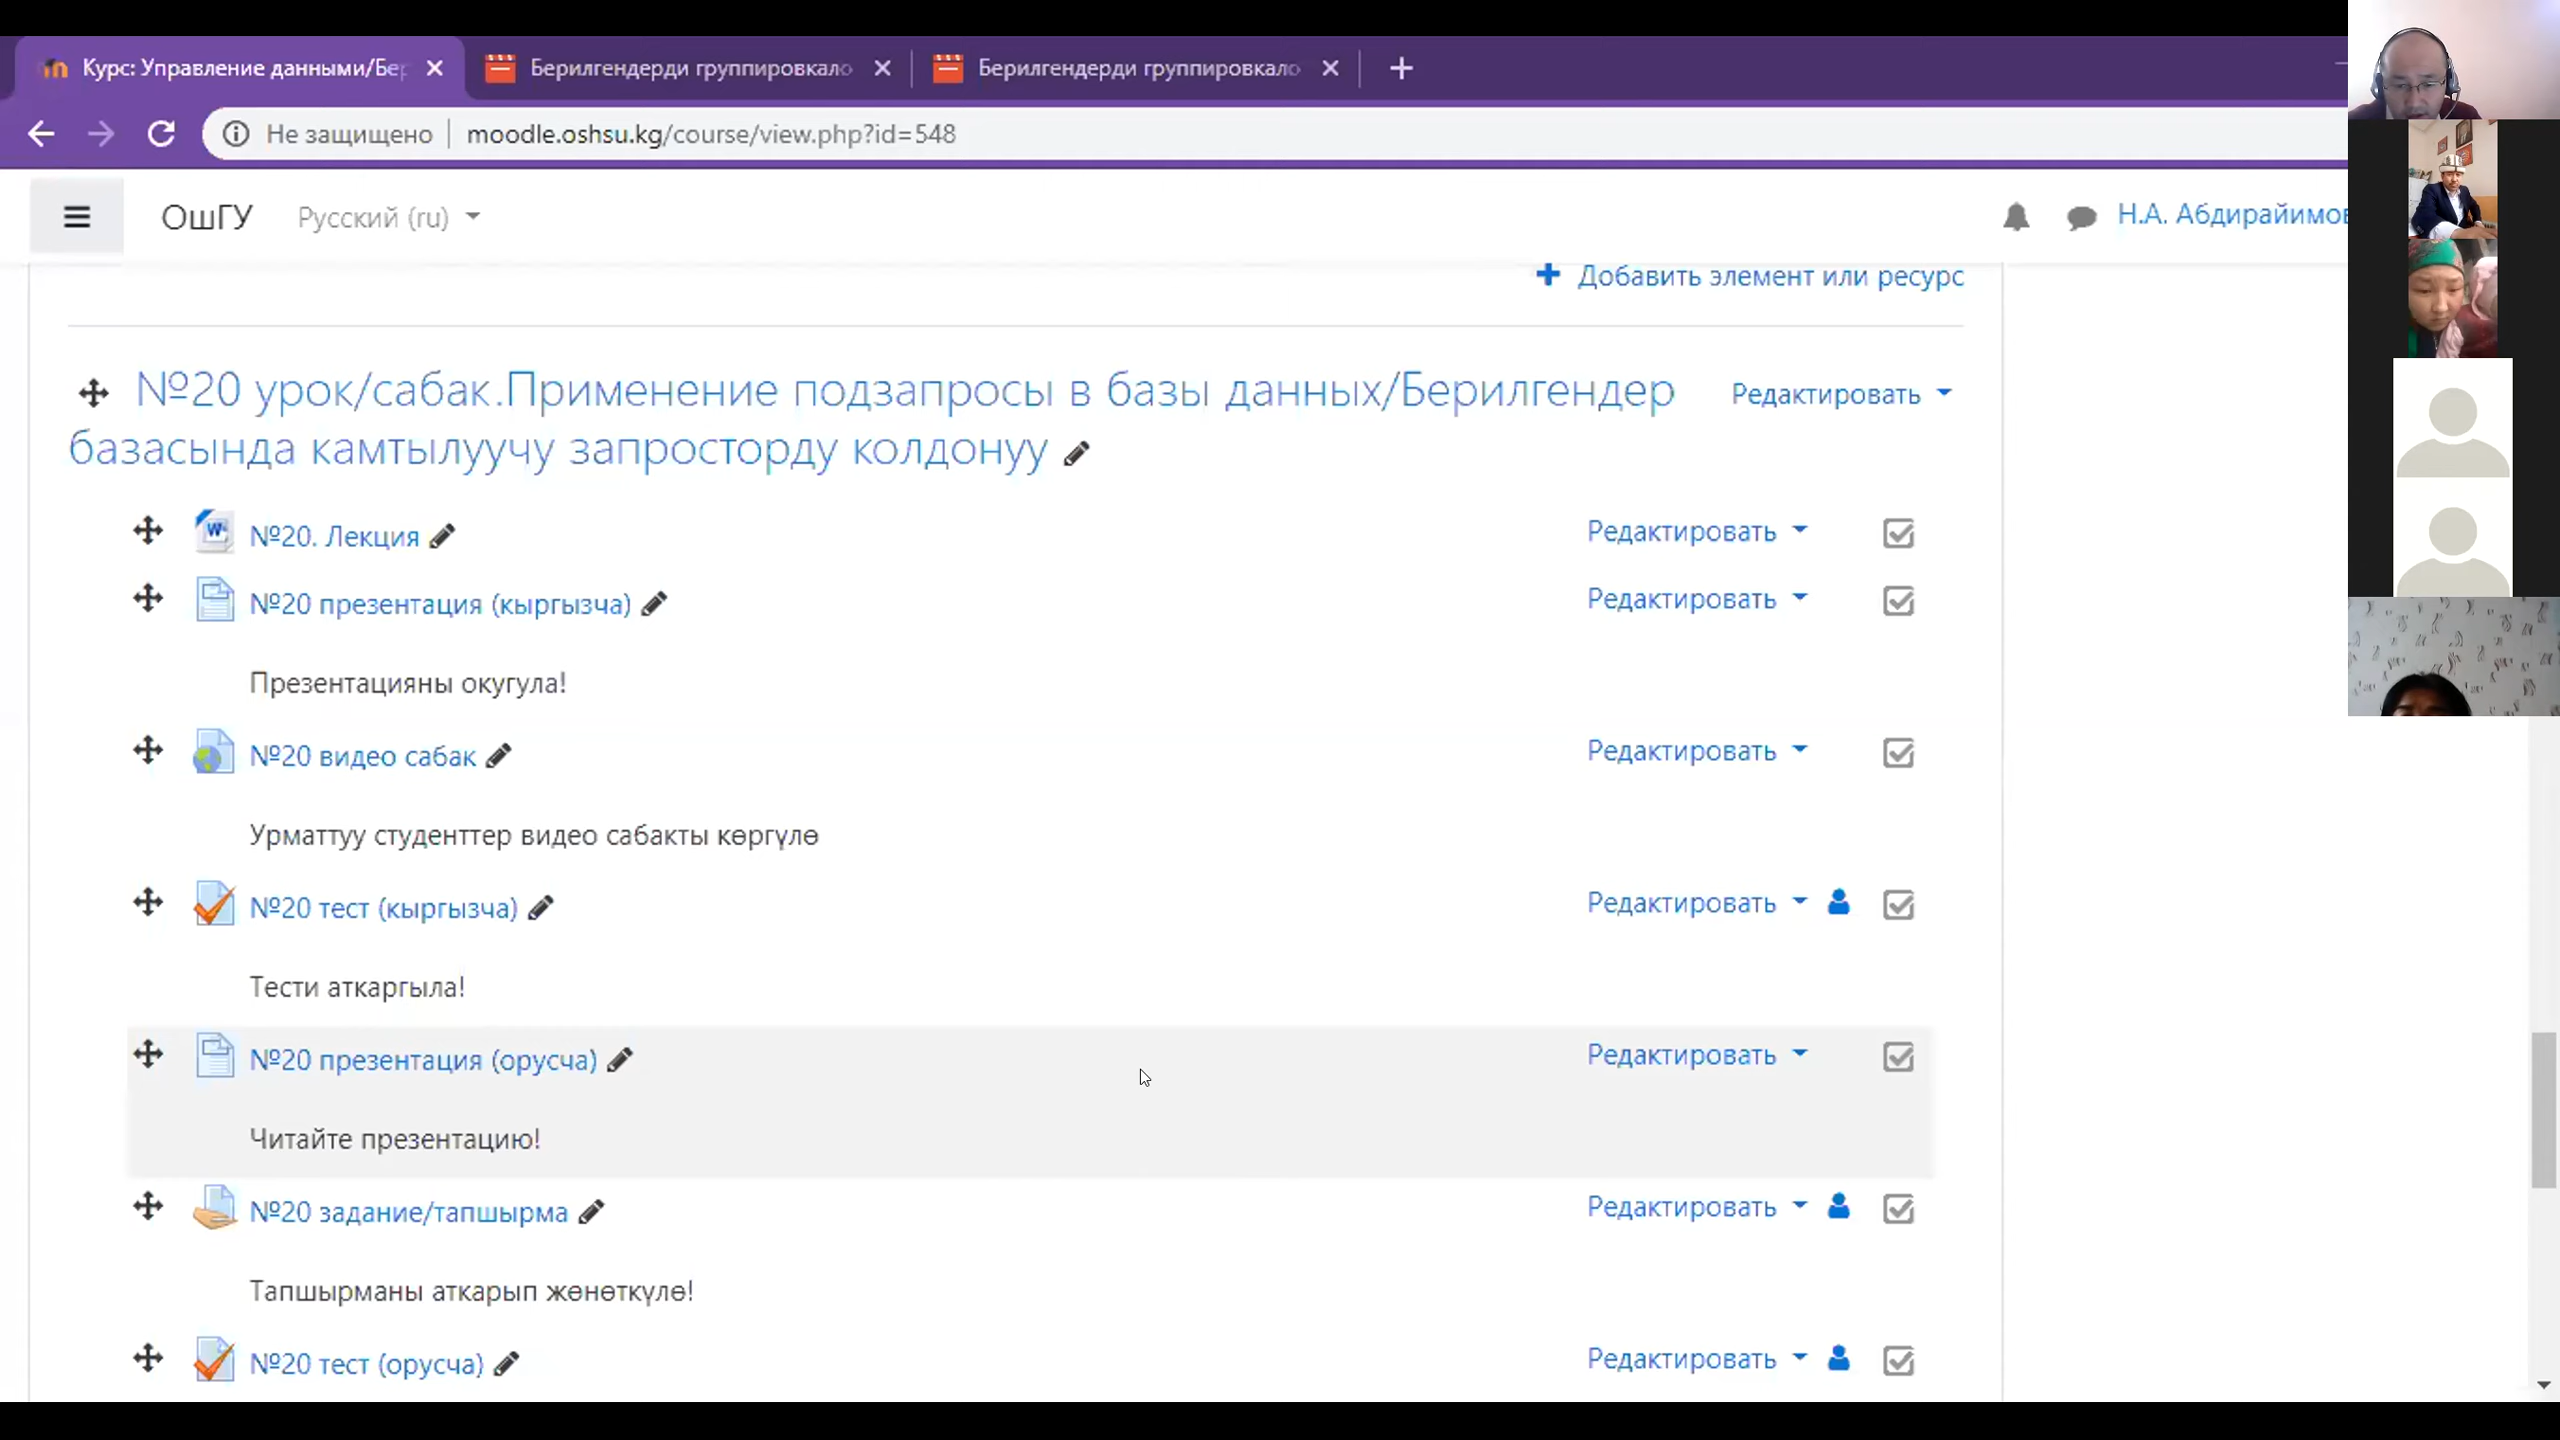 Курс: Управление данными/Бер
Берилгендерди группировкало
Берилгендерди группировкало
Не защищено
moodle.oshsu.kg/course/view.php?id=548
ОшГУ
Русский (ru)
Н.А. Абдирайимов
Добавить элемент или ресурс
№20 урок/сабак.Применение подзапросы в базы данных/Берилгендер
Редактировать
базасында камтылуучу запросторду колдонуу
№20. Лекция
Редактировать
№20 презентация (кыргызча)
Редактировать
Презентацияны окугула!
№20 видео сабак
Редактировать
Урматтуу студенттер видео сабакты көргүлө
№20 тест (кыргызча)
Редактировать
Тести аткаргыла!
№20 презентация (орусча)
Редактировать
Читайте презентацию!
№20 задание/тапшырма
Редактировать
Тапшырманы аткарып жөнөткүлө!
№20 тест (орусча)
Редактировать